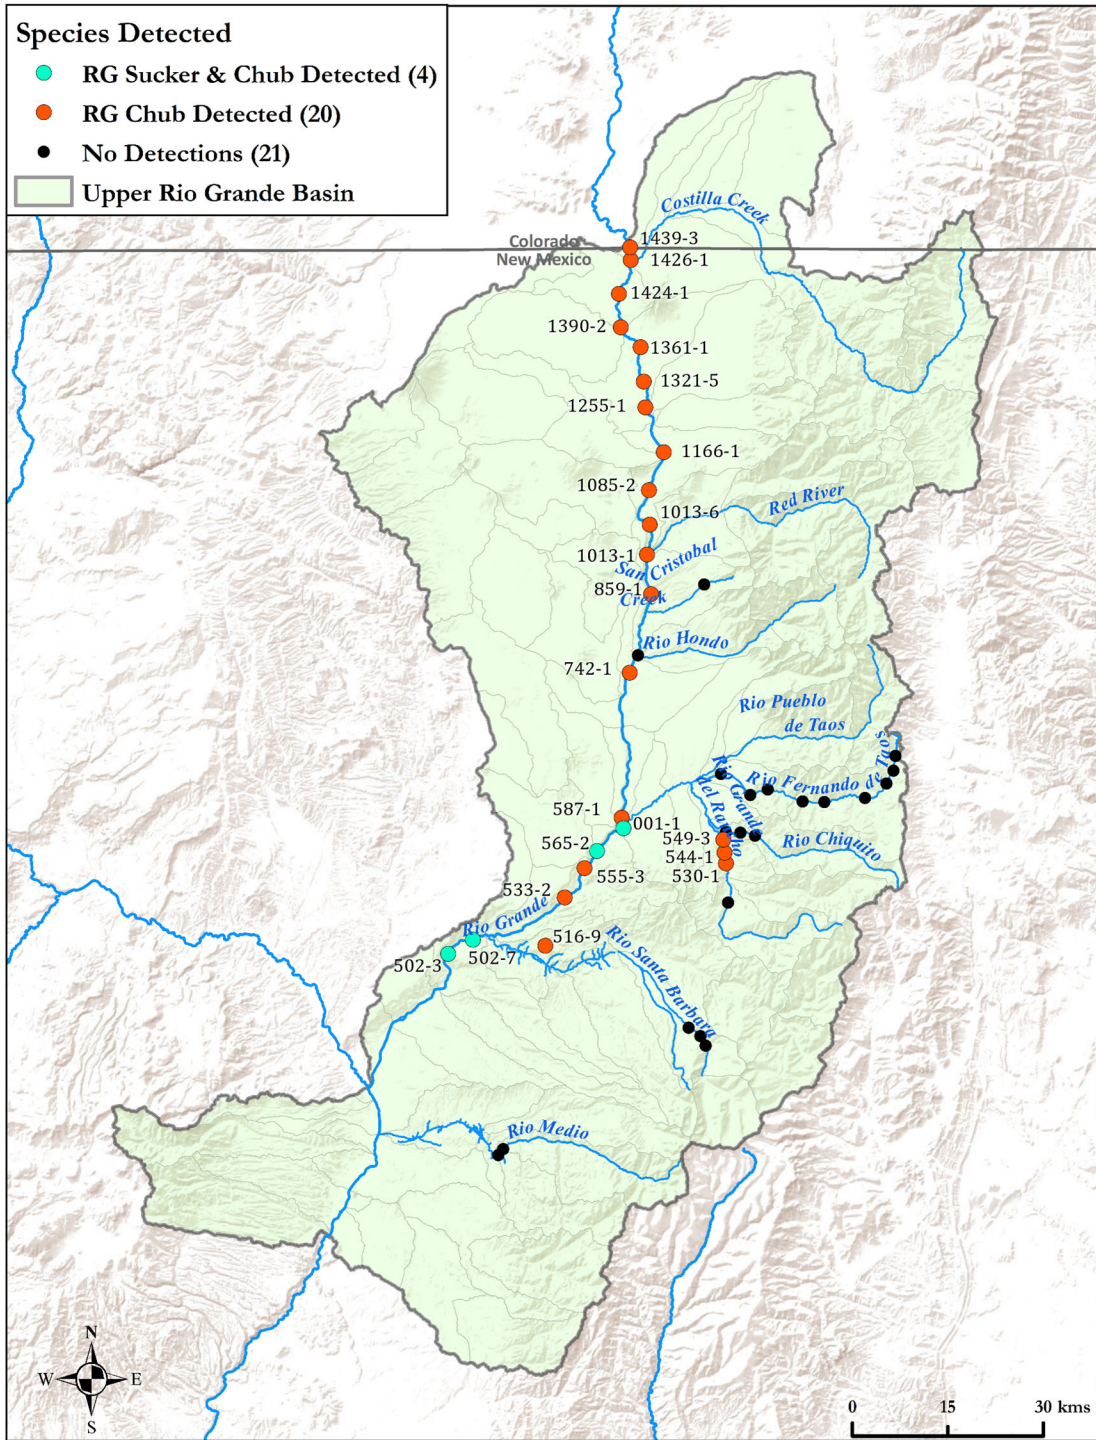 Species Detected
RG Sucker & Chub Detected (4)
RG Chub Detected (20)
No Detections (21)
Upper Rio Grande Basin
Costilla Creek
Colorado
New Mexico
1439-3
1426-1
1424-1
1390-2
1361-1
1321-5
1255-1
1166-1
1085-2
Red River
1013-6
1013-1
San Cristobal
Creek
859-1
Rio Hondo
742-1
Rio Pueblo
de Taos
Rio Fernando de Taos
Rio Grande
del Rancho
587-1
001-1
565-2
549-3
544-1
530-1
Rio Chiquito
555-3
533-2
Rio Grande
516-9
502-7
502-3
Rio Santa Barbara
Rio Medio
N
W
E
S
0 15 30 kms